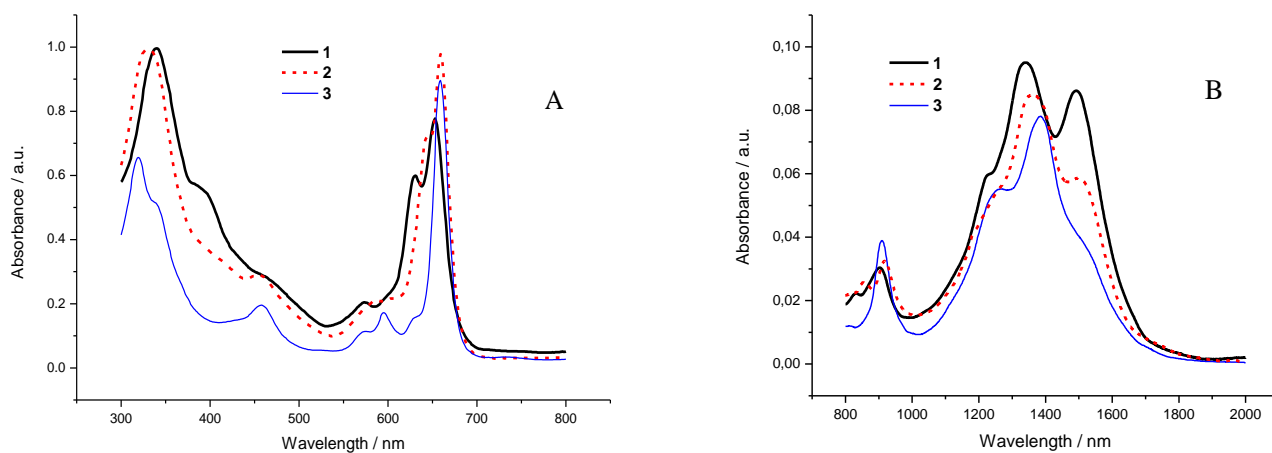 1.0
0.8
0.6
0.4
0.2
0.0
Absorbance / a.u.
1
2
3
A
300 400 500 600 700 800
Wavelength / nm
0,10
0,08
0,06
0,04
0,02
0,00
Absorbance / a.u.
1
2
3
B
800 1000 1200 1400 1600 1800 2000
Wavelength / nm